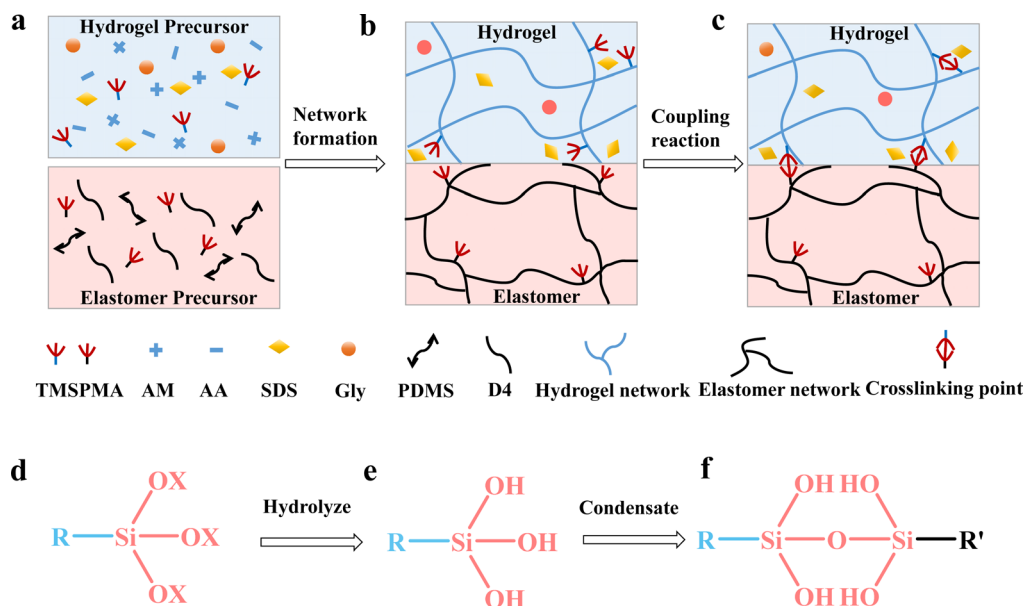 a
Hydrogel Precursor
Elastomer Precursor
Network
formation
b
Hydrogel
Elastomer
Coupling
reaction
c
Hydrogel
Elastomer
TMSPMA
AM
AA
SDS
Gly
PDMS
D4
Hydrogel network
Elastomer network
Crosslinking point
d
OX
R Si OX
OX
Hydrolyze
e
OH
R Si OH
OH
Condensate
f
OH HO
R Si O Si R'
OH HO